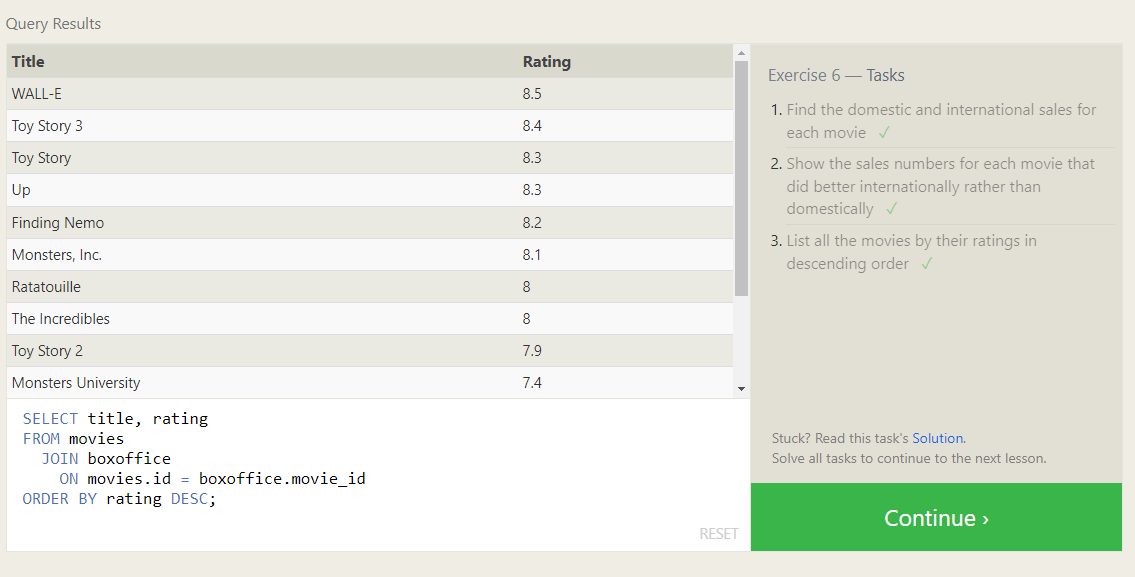 Query Results
Title Rating
WALL-E 8.5
Toy Story 3 8.4
Toy Story 8.3
Up 8.3
Finding Nemo 8.2
Monsters, Inc. 8.1
Ratatouille 8
The Incredibles 8
Toy Story 2 7.9
Monsters University 7.4
SELECT title, rating
FROM movies
  JOIN boxoffice
    ON movies.id = boxoffice.movie_id
ORDER BY rating DESC;
RESET
Exercise 6 — Tasks
1. Find the domestic and international sales for
each movie ✓
2. Show the sales numbers for each movie that
did better internationally rather than
domestically ✓
3. List all the movies by their ratings in
descending order ✓
Stuck? Read this task's Solution.
Solve all tasks to continue to the next lesson.
Continue ›